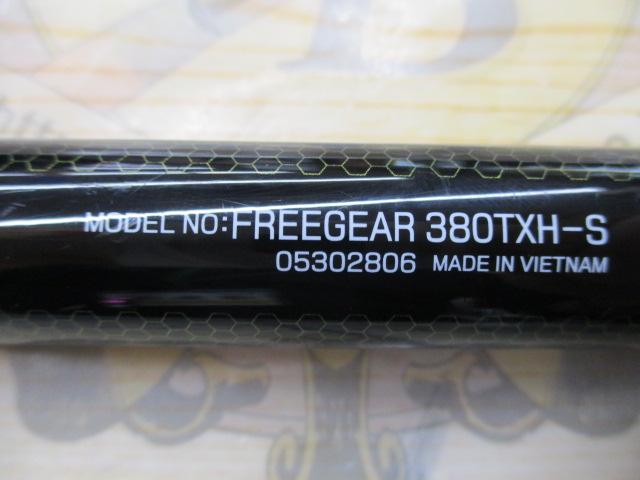 MODEL NO:FREEGEAR 380TXH-S
05302806 MADE IN VIETNAM